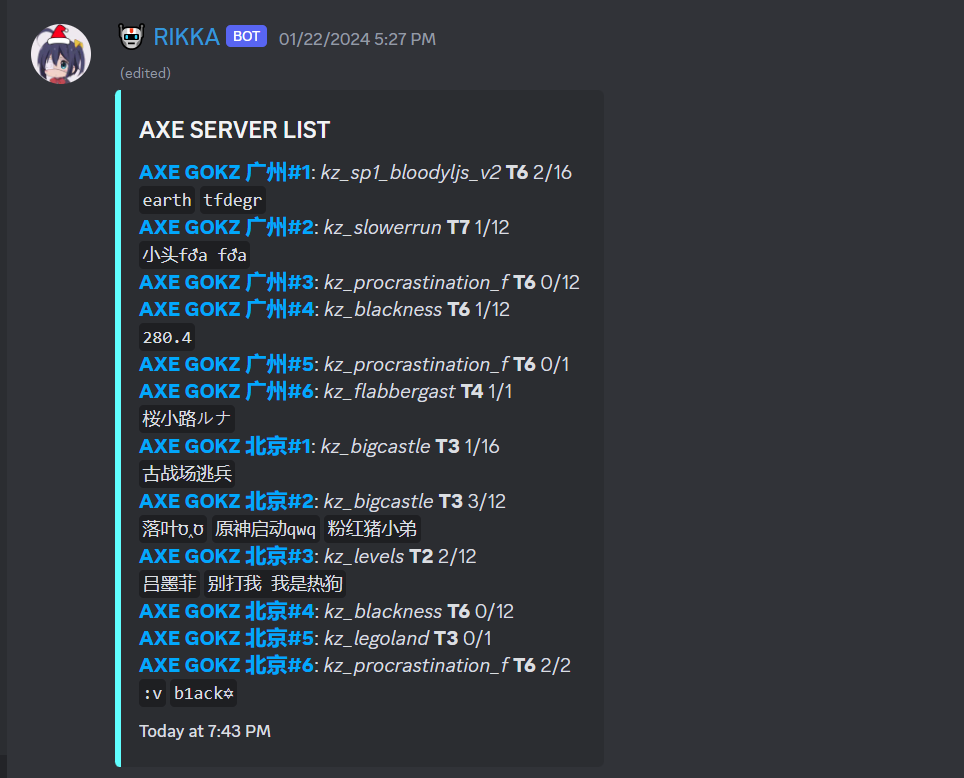 RIKKA BOT 01/22/2024 5:27 PM
(edited)
AXE SERVER LIST
AXE GOKZ 广州#1: kz_sp1_bloodyljs_v2 T6 2/16
earth tfdegr
AXE GOKZ 广州#2: kz_slowerrun T7 1/12
小头fớa fớa
AXE GOKZ 广州#3: kz_procrastination_f T6 0/12
AXE GOKZ 广州#4: kz_blackness T6 1/12
280.4
AXE GOKZ 广州#5: kz_procrastination_f T6 0/1
AXE GOKZ 广州#6: kz_flabbergast T4 1/1
桜小路ルナ
AXE GOKZ 北京#1: kz_bigcastle T3 1/16
古战场逃兵
AXE GOKZ 北京#2: kz_bigcastle T3 3/12
落叶ʊ̴̶̷̤ 原神启动qwq 粉红猪小弟
AXE GOKZ 北京#3: kz_levels T2 2/12
吕墨菲 别打我 我是热狗
AXE GOKZ 北京#4: kz_blackness T6 0/12
AXE GOKZ 北京#5: kz_legoland T3 0/1
AXE GOKZ 北京#6: kz_procrastination_f T6 2/2
:v b1ack✡
Today at 7:43 PM